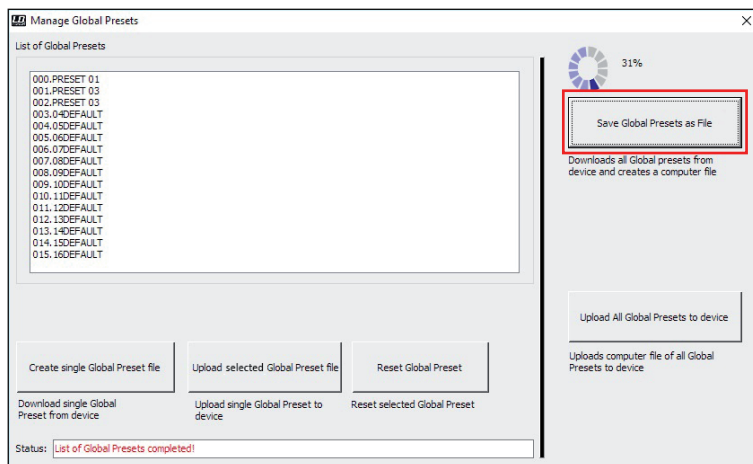 Manage Global Presets
List of Global Presets
000.PRESET 01
001.PRESET 03
002.PRESET 03
003.04DEFAULT
004.05DEFAULT
005.06DEFAULT
006.07DEFAULT
007.08DEFAULT
008.09DEFAULT
009.10DEFAULT
010.11DEFAULT
011.12DEFAULT
012.13DEFAULT
013.14DEFAULT
014.15DEFAULT
015.16DEFAULT
31%
Save Global Presets as File
Downloads all Global presets from
device and creates a computer file
Upload All Global Presets to device
Uploads computer file of all Global
Presets to device
Create single Global Preset file
Upload selected Global Preset file
Reset Global Preset
Download single Global
Preset from device
Upload single Global Preset to
device
Reset selected Global Preset
Status: List of Global Presets completed!